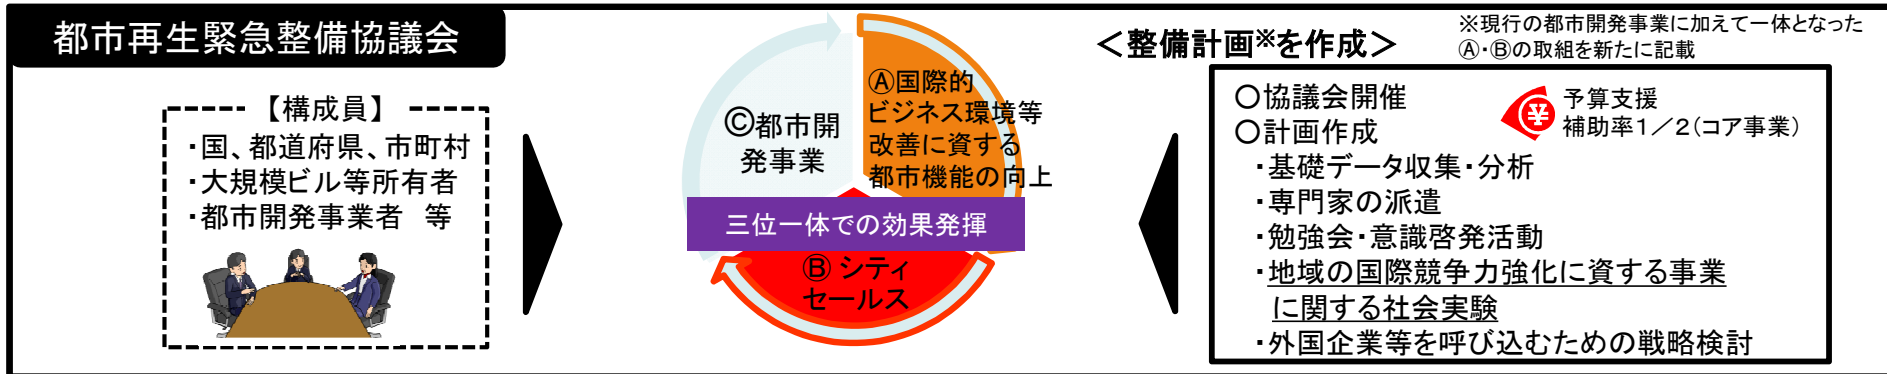 都市再生緊急整備協議会
【構成員】
・国、都道府県、市町村
・大規模ビル等所有者
・都市開発事業者　等
Ⓒ都市開
発事業
Ⓐ国際的
ビジネス環境等
改善に資する
都市機能の向上
三位一体での効果発揮
Ⓑ シティ
セールス
＜整備計画※を作成＞
※現行の都市開発事業に加えて一体となった
Ⓐ・Ⓑの取組を新たに記載
○協議会開催
○計画作成
・基礎データ収集・分析
・専門家の派遣
・勉強会・意識啓発活動
・地域の国際競争力強化に資する事業
に関する社会実験
・外国企業等を呼び込むための戦略検討
¥
予算支援
補助率１／２（コア事業）